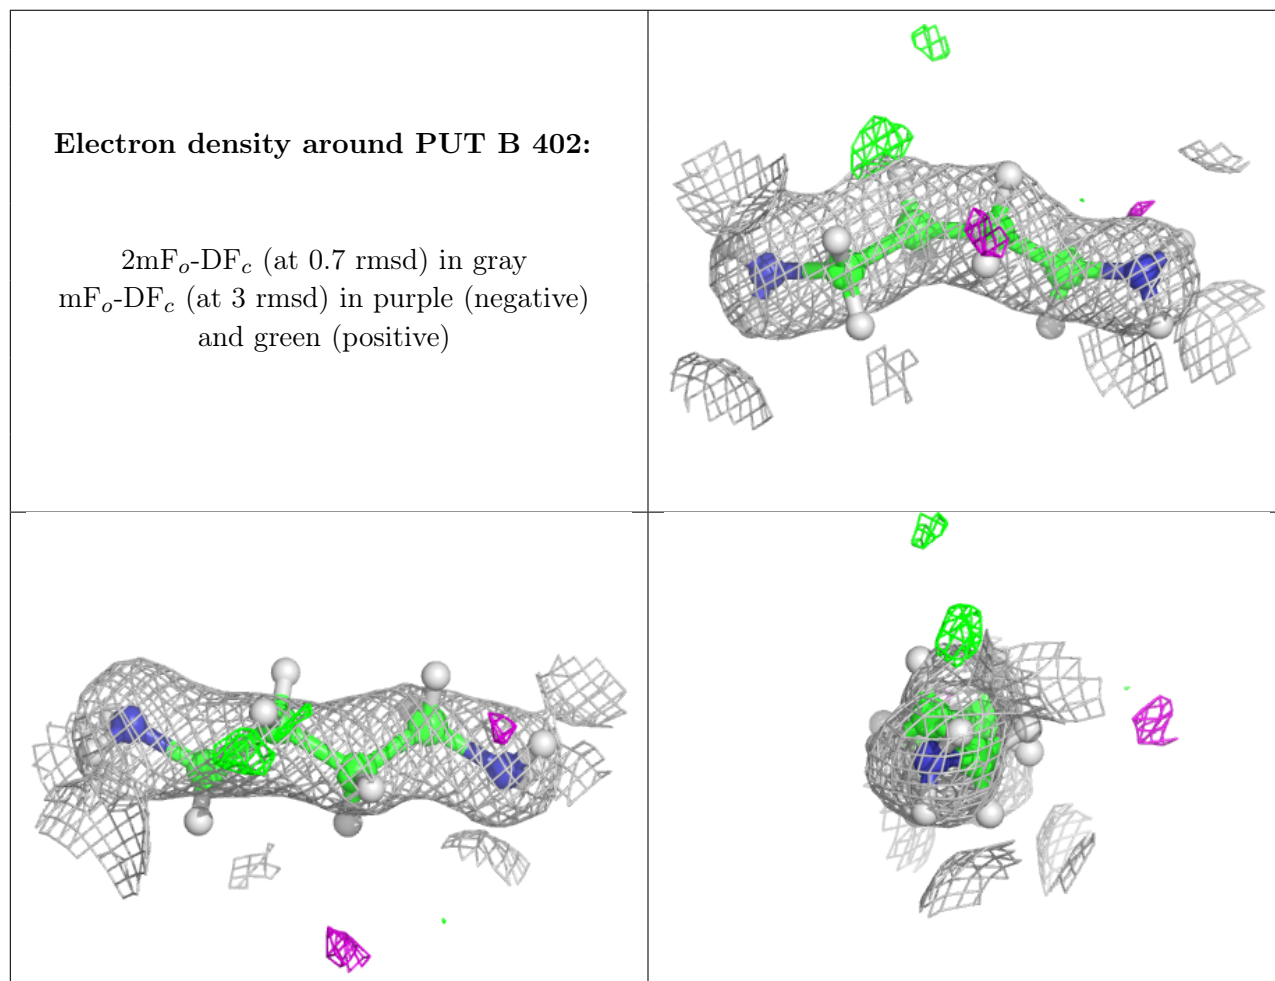 Electron density around PUT B 402:
2mFo-DFc (at 0.7 rmsd) in gray
mFo-DFc (at 3 rmsd) in purple (negative)
and green (positive)